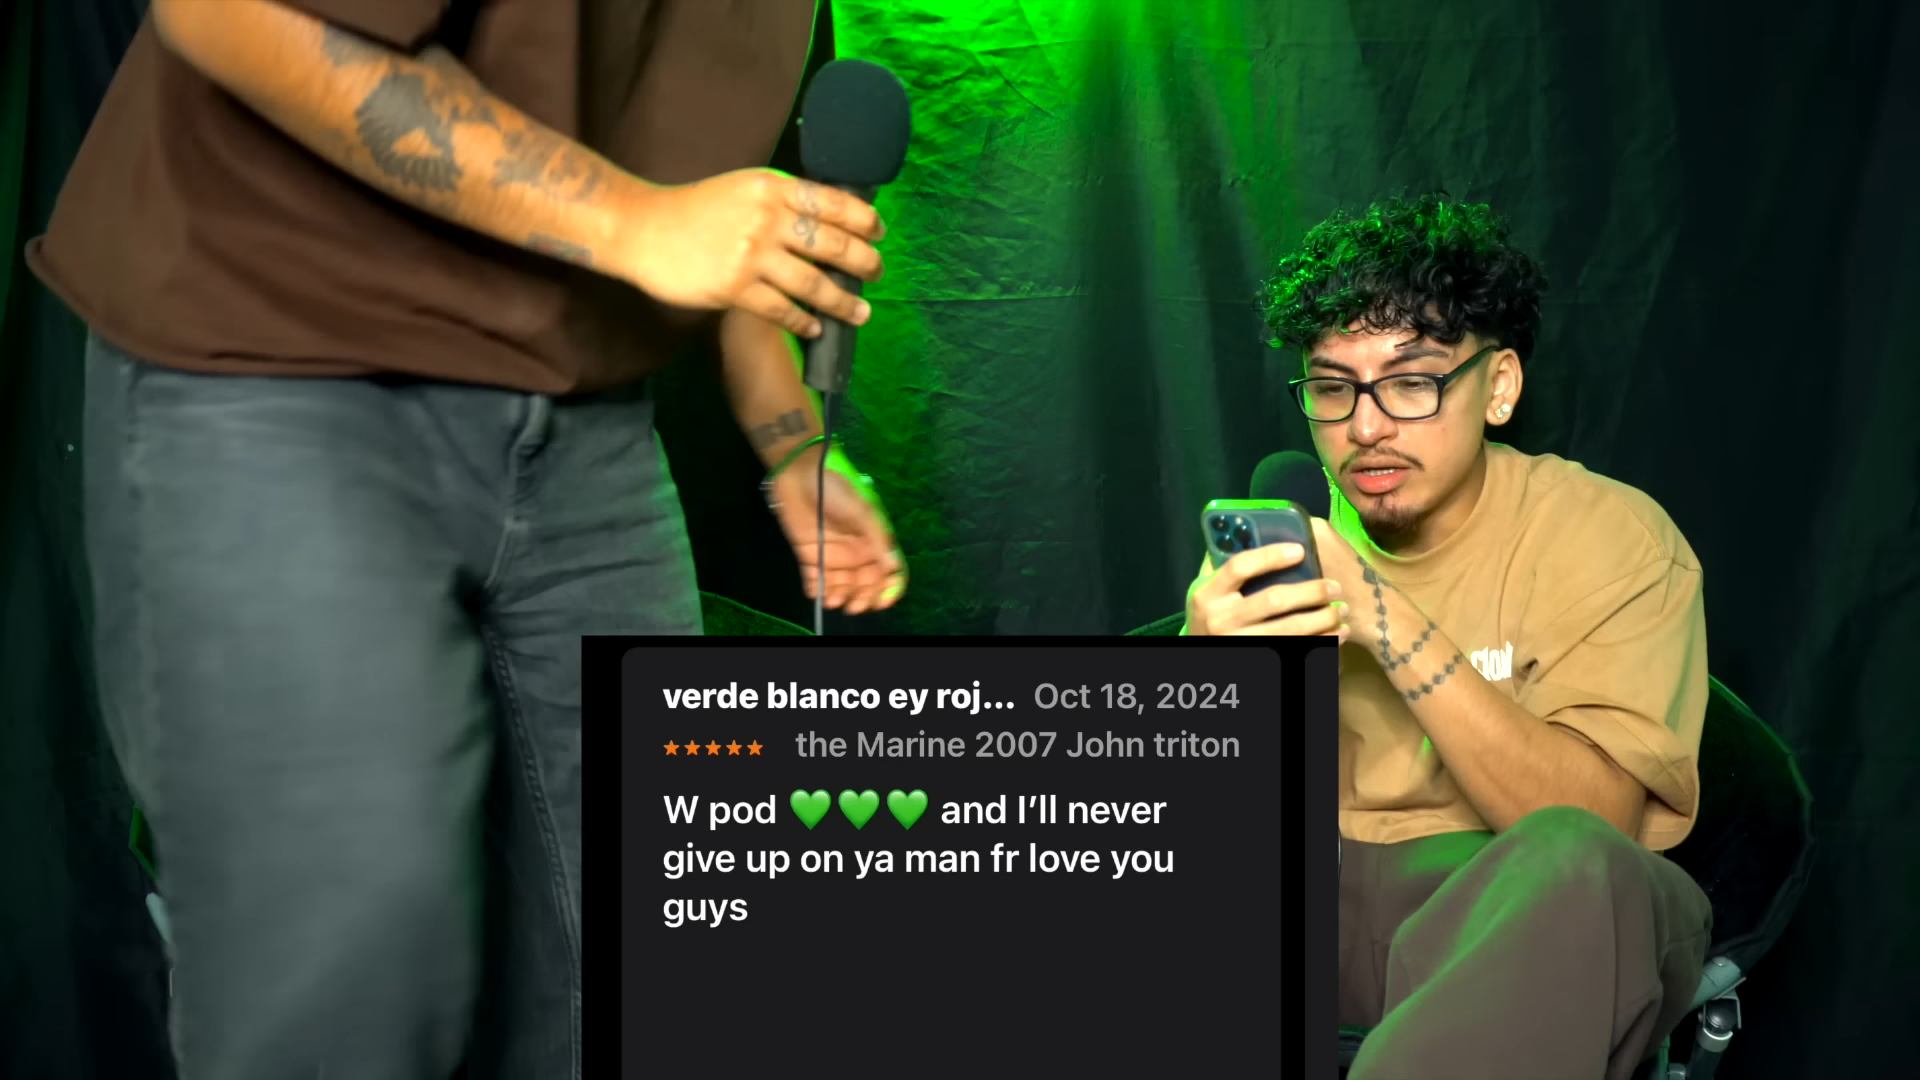 verde blanco ey roj... Oct 18, 2024
★★★★★ the Marine 2007 John triton
W pod 💚💚💚 and I'll never
give up on ya man fr love you
guys